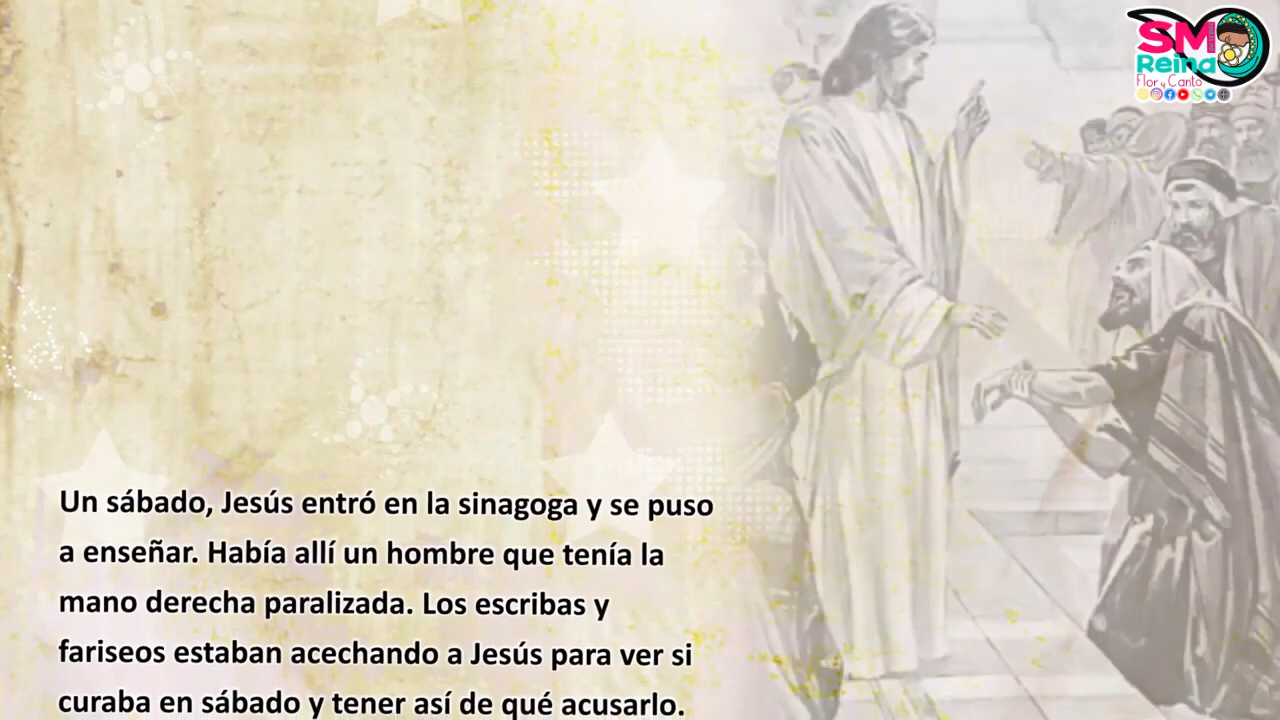 SM
Reina
Flor y Canto
Un sábado, Jesús entró en la sinagoga y se puso
a enseñar. Había allí un hombre que tenía la
mano derecha paralizada. Los escribas y
fariseos estaban acechando a Jesús para ver si
curaba en sábado y tener así de qué acusarlo.